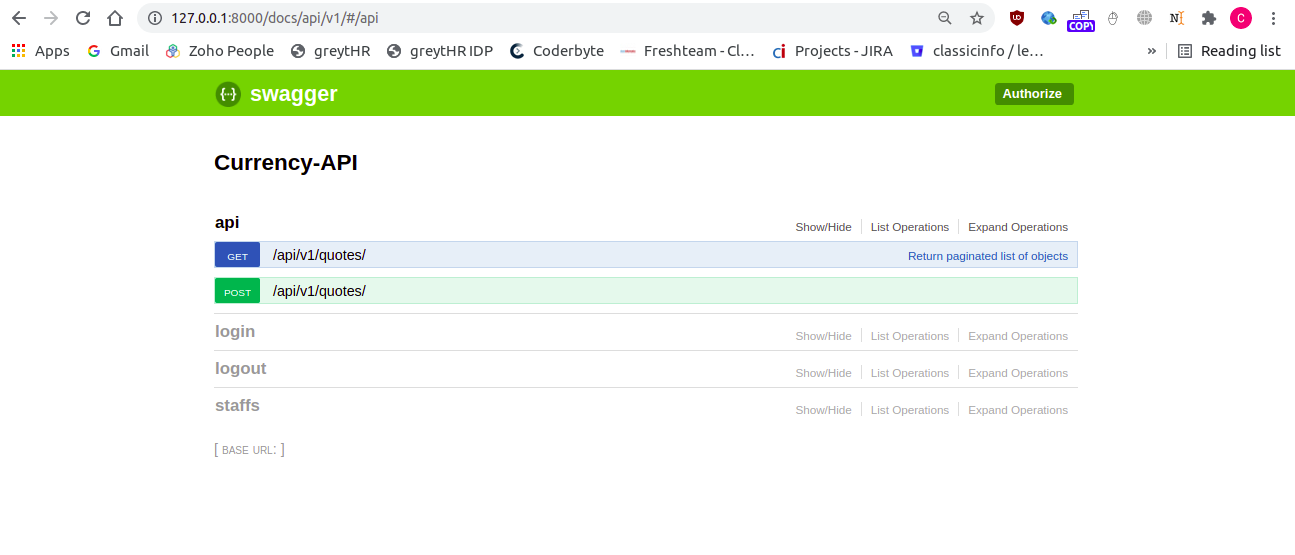 127.0.0.1:8000/docs/api/v1/#/api
COPY
C
Apps Gmail Zoho People greytHR greytHR IDP Coderbyte Freshteam - Cl... Projects - JIRA classicinfo / le... » Reading list
{···} swagger Authorize
Currency-API
api Show/Hide List Operations Expand Operations
GET /api/v1/quotes/ Return paginated list of objects
POST /api/v1/quotes/
login Show/Hide List Operations Expand Operations
logout Show/Hide List Operations Expand Operations
staffs Show/Hide List Operations Expand Operations
[ BASE URL: ]